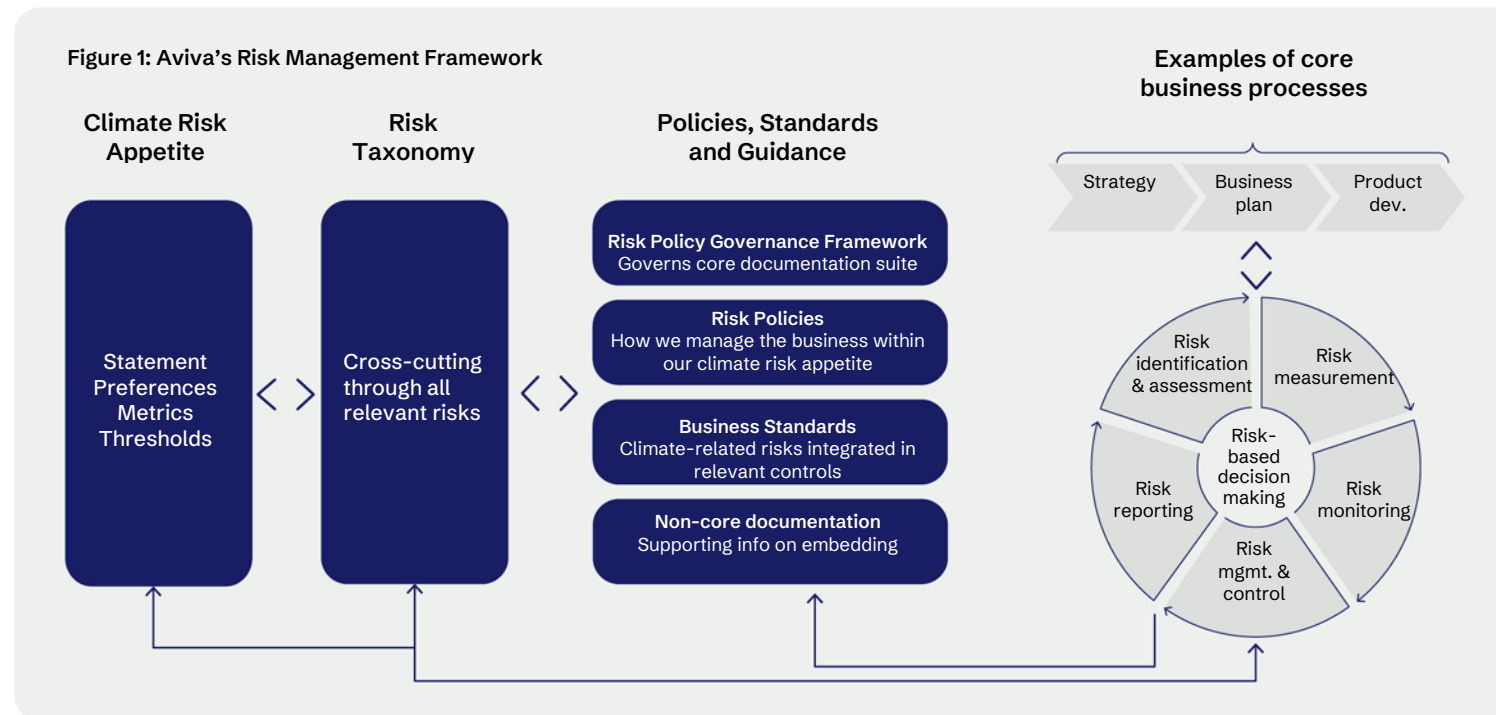 Figure 1: Aviva’s Risk Management Framework
Climate Risk
Appetite
Risk
Taxonomy
Policies, Standards
and Guidance
Examples of core
business processes
Statement
Preferences
Metrics
Thresholds
Cross-cutting
through all
relevant risks
Risk Policy Governance Framework
Governs core documentation suite
Risk Policies
How we manage the business within
our climate risk appetite
Business Standards
Climate-related risks integrated in
relevant controls
Non-core documentation
Supporting info on embedding
Strategy
Business
plan
Product
dev.
Risk
identification
& assessment
Risk
measurement
Risk
monitoring
Risk
mgmt. &
control
Risk
reporting
Risk-
based
decision
making